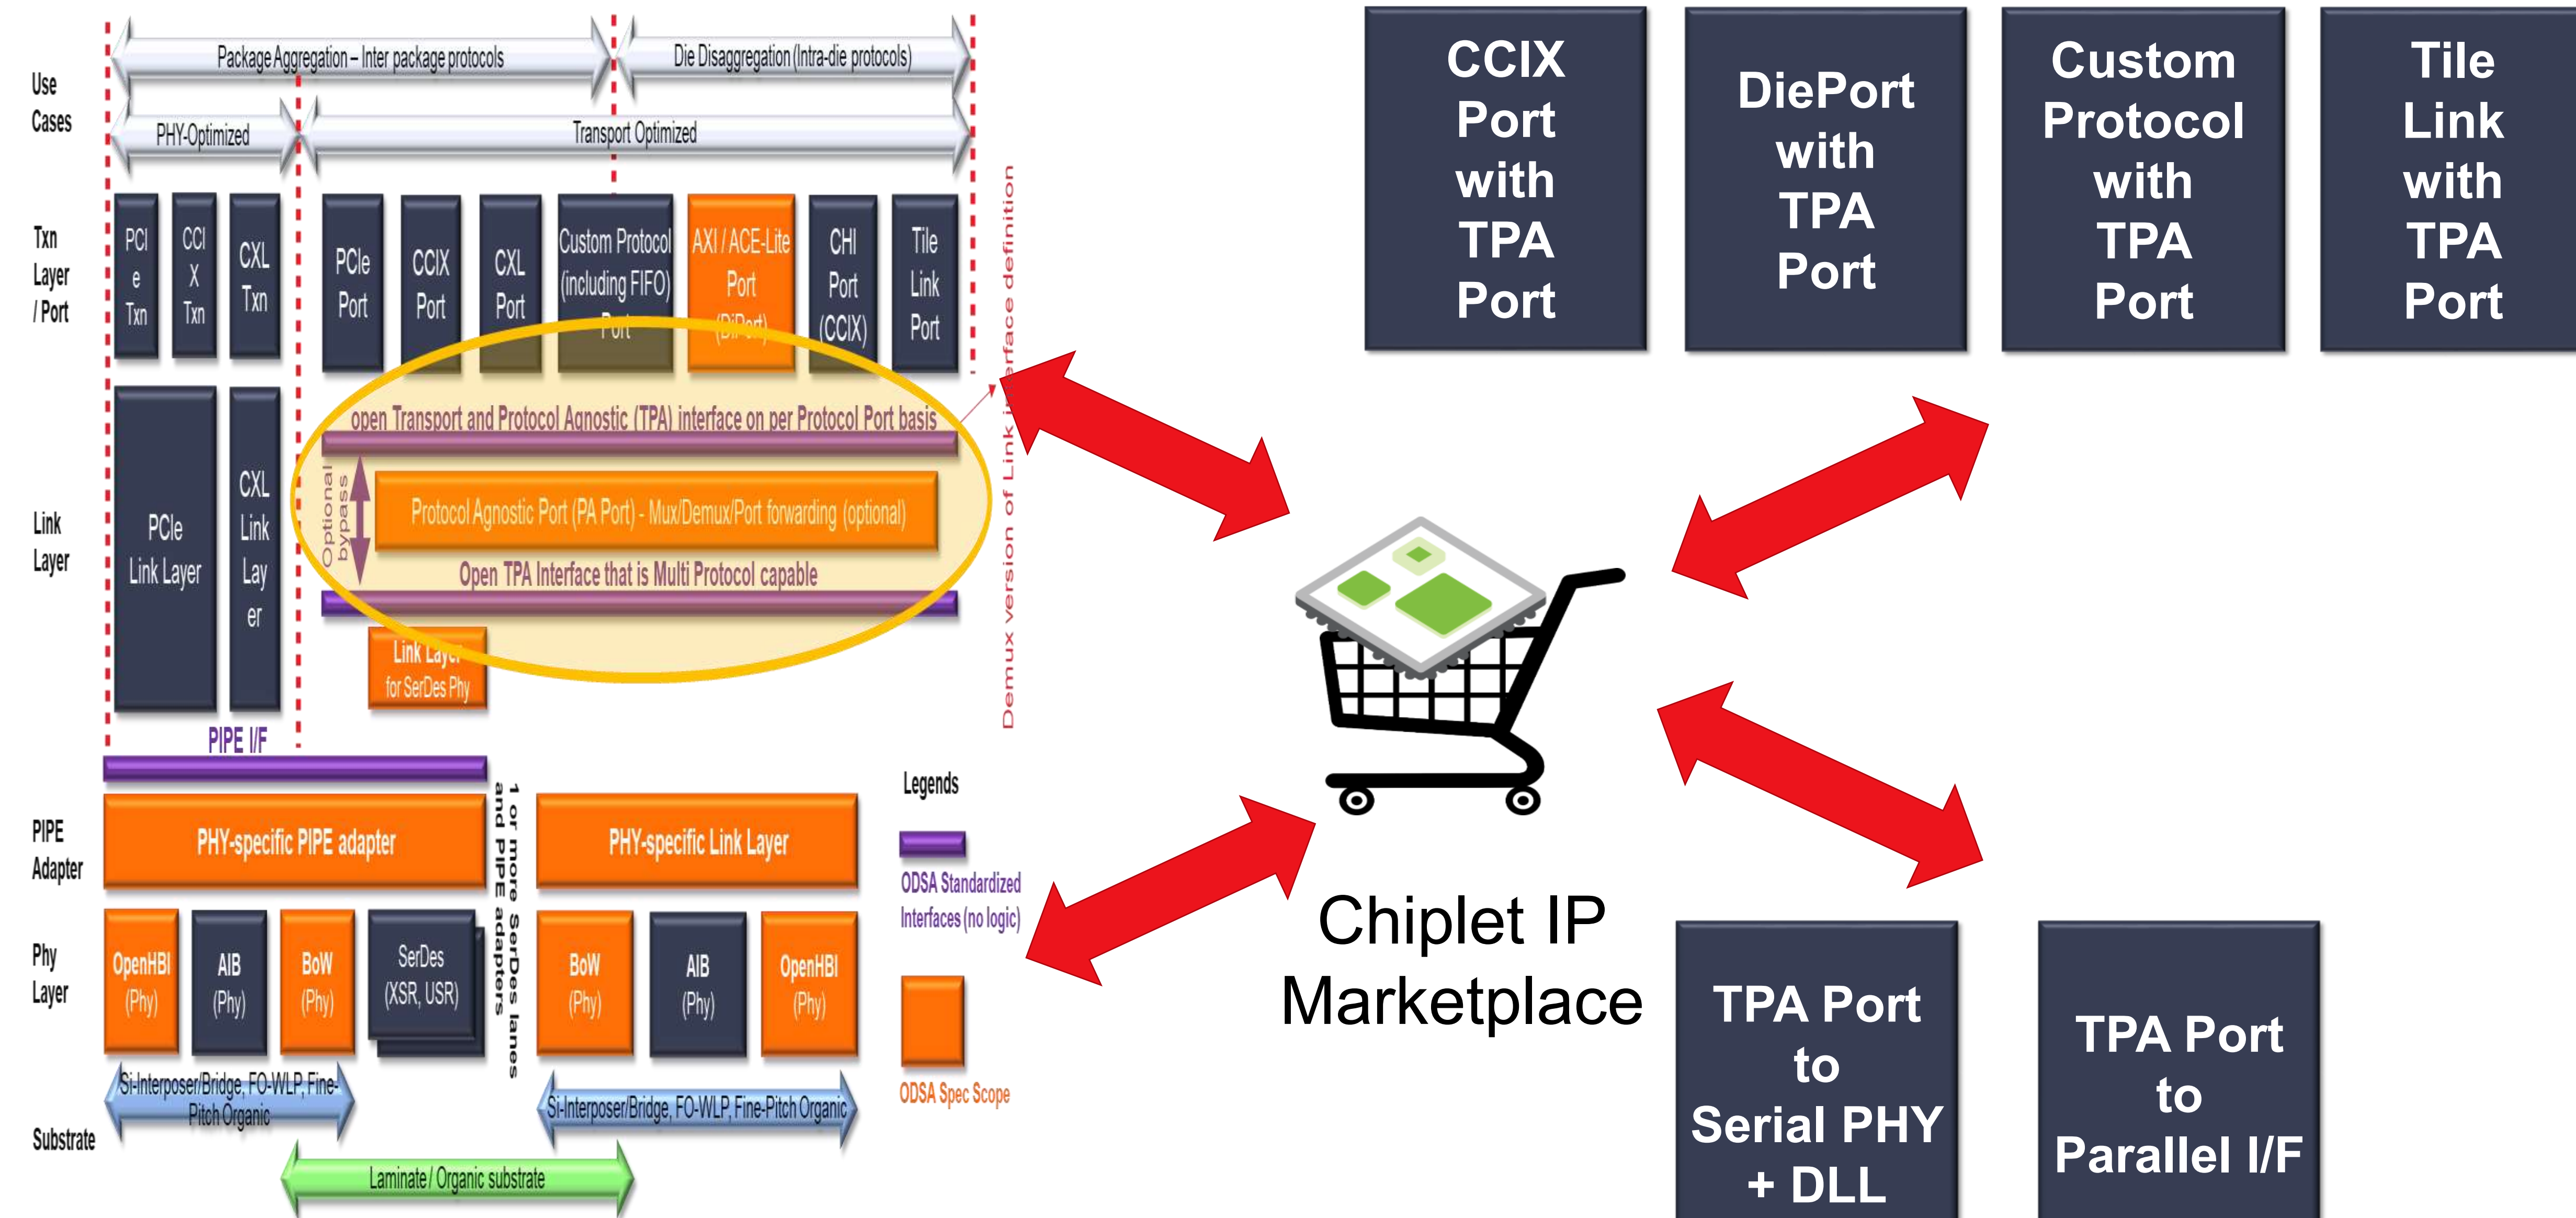 Package Aggregation – Inter package protocols
Die Disaggregation (Intra-die protocols)
Use
Cases
PHY-Optimized
Transport Optimized
Txn
Layer
/ Port
PCI
e
Txn
CCI
X
Txn
CXL
Txn
PCIe
Port
CCIX
Port
CXL
Port
Custom Protocol
(including FIFO)
Port
AXI / ACE-Lite
Port
(DiPort)
CHI
Port
(CCIX)
Tile
Link
Port
Demux version of Link interface definition
open Transport and Protocol Agnostic (TPA) interface on per Protocol Port basis
Link
Layer
PCIe
Link Layer
CXL
Link
Lay
er
Optional
bypass
Protocol Agnostic Port (PA Port) - Mux/Demux/Port forwarding (optional)
Open TPA Interface that is Multi Protocol capable
Link Layer
for SerDes Phy
PIPE I/F
PIPE
Adapter
PHY-specific PIPE adapter
1 or more SerDes lanes
and PIPE adapters
PHY-specific Link Layer
Legends
ODSA Standardized
Interfaces (no logic)
ODSA Spec Scope
Phy
Layer
OpenHBI
(Phy)
AIB
(Phy)
BoW
(Phy)
SerDes
(XSR, USR)
BoW
(Phy)
AIB
(Phy)
OpenHBI
(Phy)
Substrate
Si-Interposer/Bridge, FO-WLP, Fine-
Pitch Organic
Si-Interposer/Bridge, FO-WLP, Fine-Pitch Organic
Laminate / Organic substrate
CCIX
Port
with
TPA
Port
DiePort
with
TPA
Port
Custom
Protocol
with
TPA
Port
Tile
Link
with
TPA
Port
Chiplet IP
Marketplace
TPA Port
to
Serial PHY
+ DLL
TPA Port
to
Parallel I/F